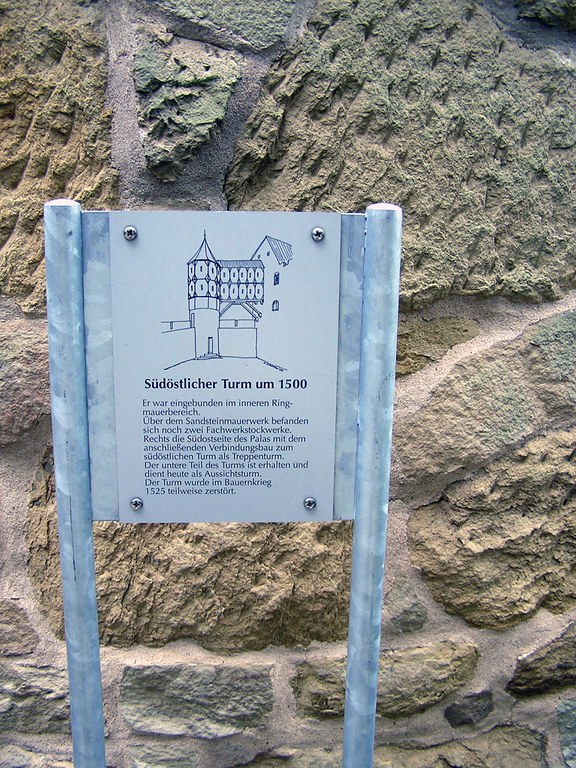 Südöstlicher Turm um 1500
Er war eingebunden im inneren Ring-
mauerbereich.
Über dem Sandsteinmauerwerk befanden
sich noch zwei Fachwerkstockwerke.
Rechts die Südostseite des Palas mit dem
anschließenden Verbindungsbau zum
südöstlichen Turm als Treppenturm.
Der untere Teil des Turms ist erhalten und
dient heute als Aussichtsturm.
Der Turm wurde im Bauernkrieg
1525 teilweise zerstört.